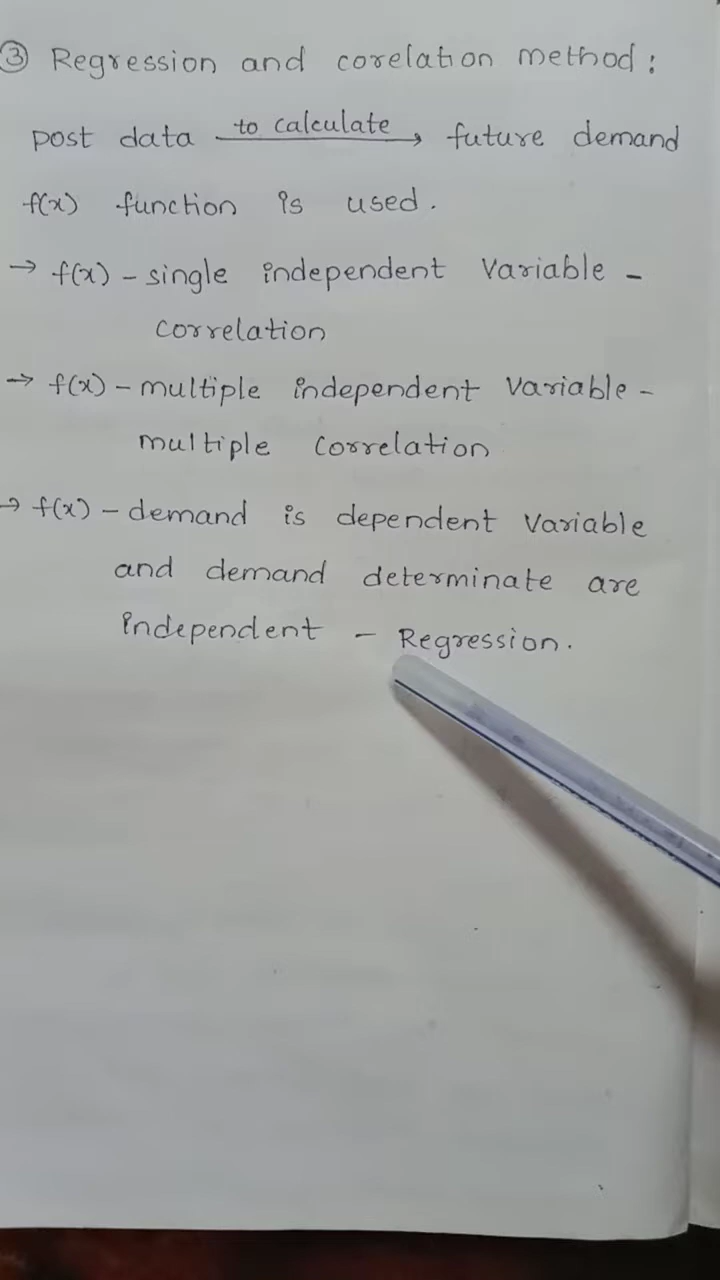 ③ Regression and corelation method :
post data to calculate → future demand
f(x) function is used.
→ f(x) - single independent variable -
correlation
→ f(x) - multiple independent variable -
multiple correlation
→ f(x) - demand is dependent variable
and demand determinate are
independent - Regression.